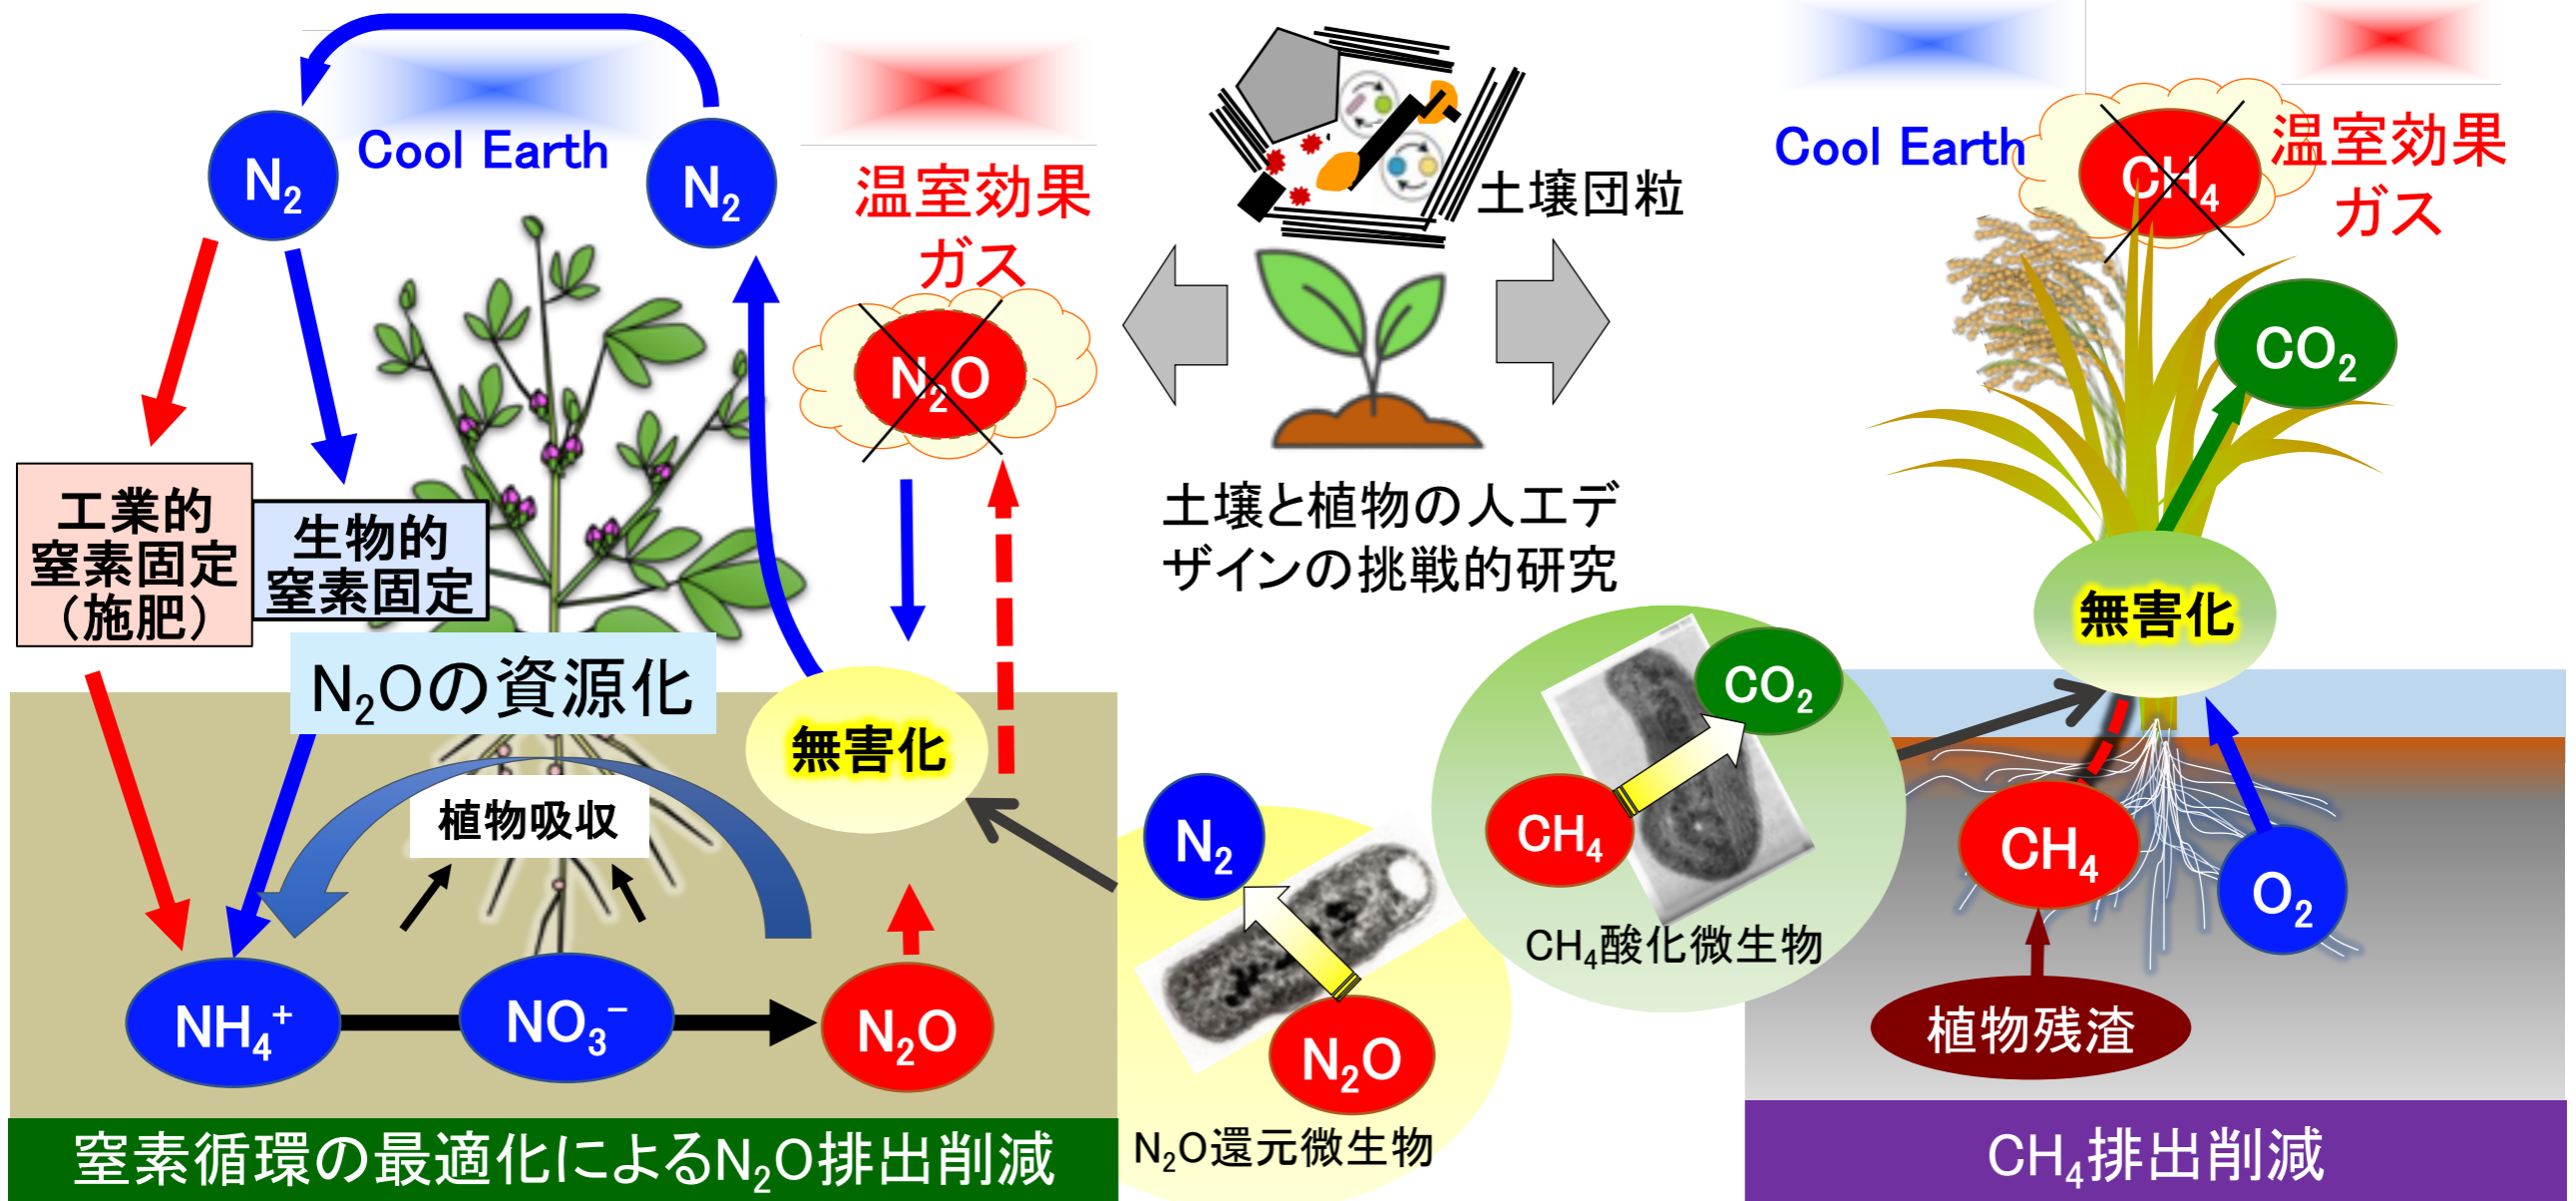 N₂
Cool Earth
N₂
温室効果
ガス
N₂O
工業的
窒素固定
（施肥）
生物的
窒素固定
N₂Oの資源化
無害化
植物吸収
NH₄⁺
NO₃⁻
N₂O
窒素循環の最適化によるN₂O排出削減
土壌団粒
土壌と植物の人工デ
ザインの挑戦的研究
N₂
N₂O
N₂O還元微生物
CO₂
CH₄
CH₄酸化微生物
Cool Earth
CH₄
温室効果
ガス
CO₂
無害化
CH₄
O₂
植物残渣
CH₄排出削減